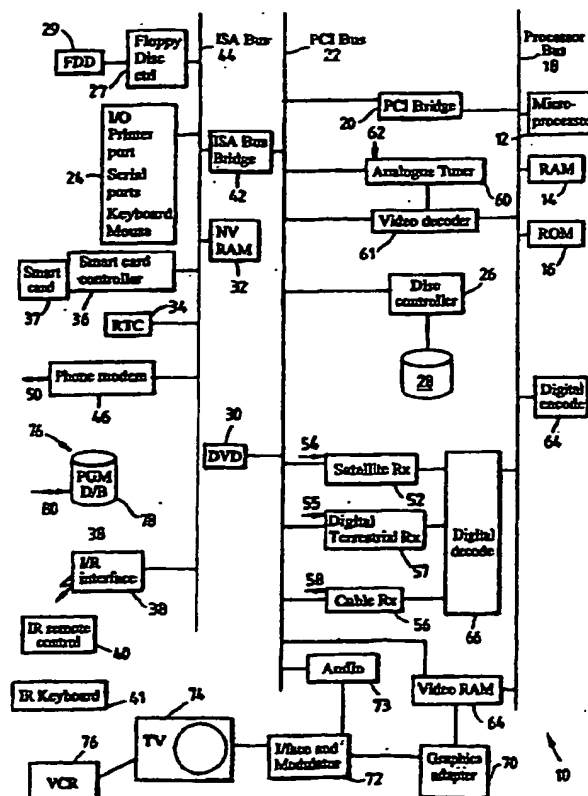 29
FDD
Floppy
Disc
ctrl
27
ISA Bus
44
PCI Bus
22
Processor
Bus
18
I/O
Printer
port
Serial
ports
Keyboard
Mouse
24
ISA Bus
Bridge
42
PCI Bridge
20
Micro-
processor
12
62
Analogue Tuner
60
RAM
14
Video decoder
61
ROM
16
NV
RAM
32
Smart
card
37
Smart card
controller
36
RTC
34
Disc
controller
26
28
Phone modem
50
46
Digital
encode
64
76
PGM
D/B
78
80
DVD
30
54
Satellite Rx
52
55
Digital
Terrestrial Rx
57
58
Cable Rx
56
Digital
decode
66
38
I/R
interface
38
IR remote
control
40
IR Keyboard
41
Audio
73
Video RAM
64
74
TV
76
VCR
I/face and
Modulator
72
Graphics
adapter
70
10